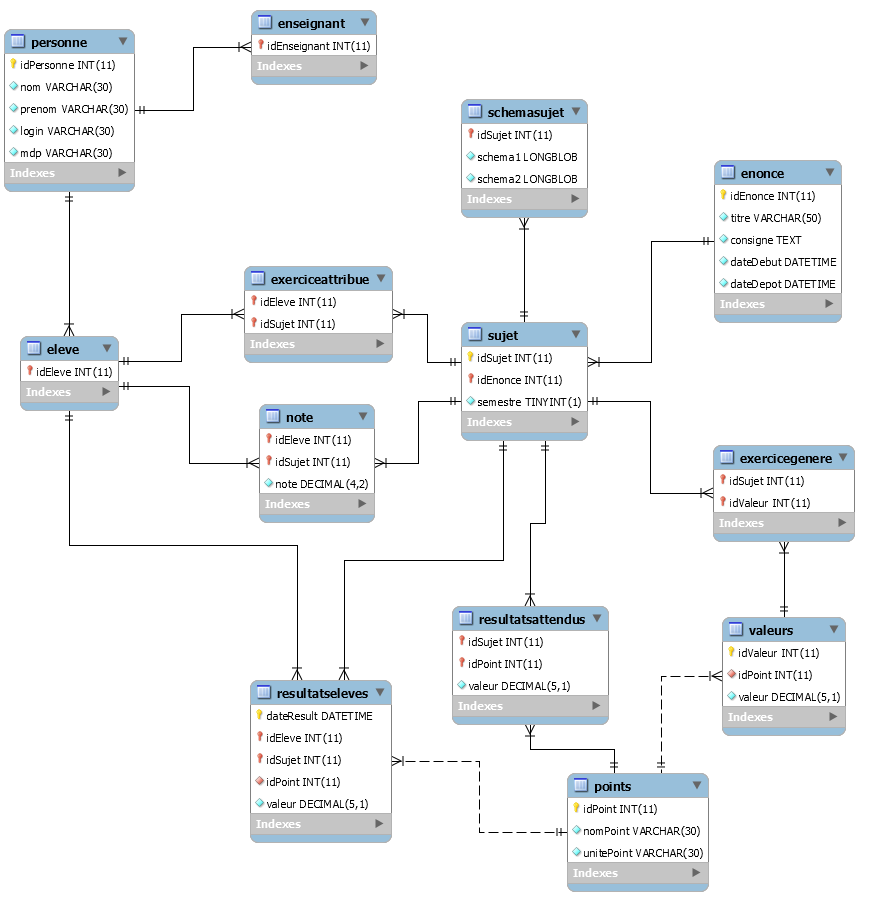 enseignant
idEnseignant INT(11)
Indexes
personne
idPersonne INT(11)
nom VARCHAR(30)
prenom VARCHAR(30)
login VARCHAR(30)
mdp VARCHAR(30)
Indexes
schemasujet
idSujet INT(11)
schema1 LONGBLOB
schema2 LONGBLOB
Indexes
enonce
idEnonce INT(11)
titre VARCHAR(50)
consigne TEXT
dateDebut DATETIME
dateDepot DATETIME
Indexes
exerciceattribue
idEleve INT(11)
idSujet INT(11)
Indexes
eleve
idEleve INT(11)
Indexes
sujet
idSujet INT(11)
idEnonce INT(11)
semestre TINYINT(1)
Indexes
note
idEleve INT(11)
idSujet INT(11)
note DECIMAL(4,2)
Indexes
exercicegenere
idSujet INT(11)
idValeur INT(11)
Indexes
resultatsattendus
idSujet INT(11)
idPoint INT(11)
valeur DECIMAL(5,1)
Indexes
valeurs
idValeur INT(11)
idPoint INT(11)
valeur DECIMAL(5,1)
Indexes
resultatseleves
dateResult DATETIME
idEleve INT(11)
idSujet INT(11)
idPoint INT(11)
valeur DECIMAL(5,1)
Indexes
points
idPoint INT(11)
nomPoint VARCHAR(30)
unitePoint VARCHAR(30)
Indexes